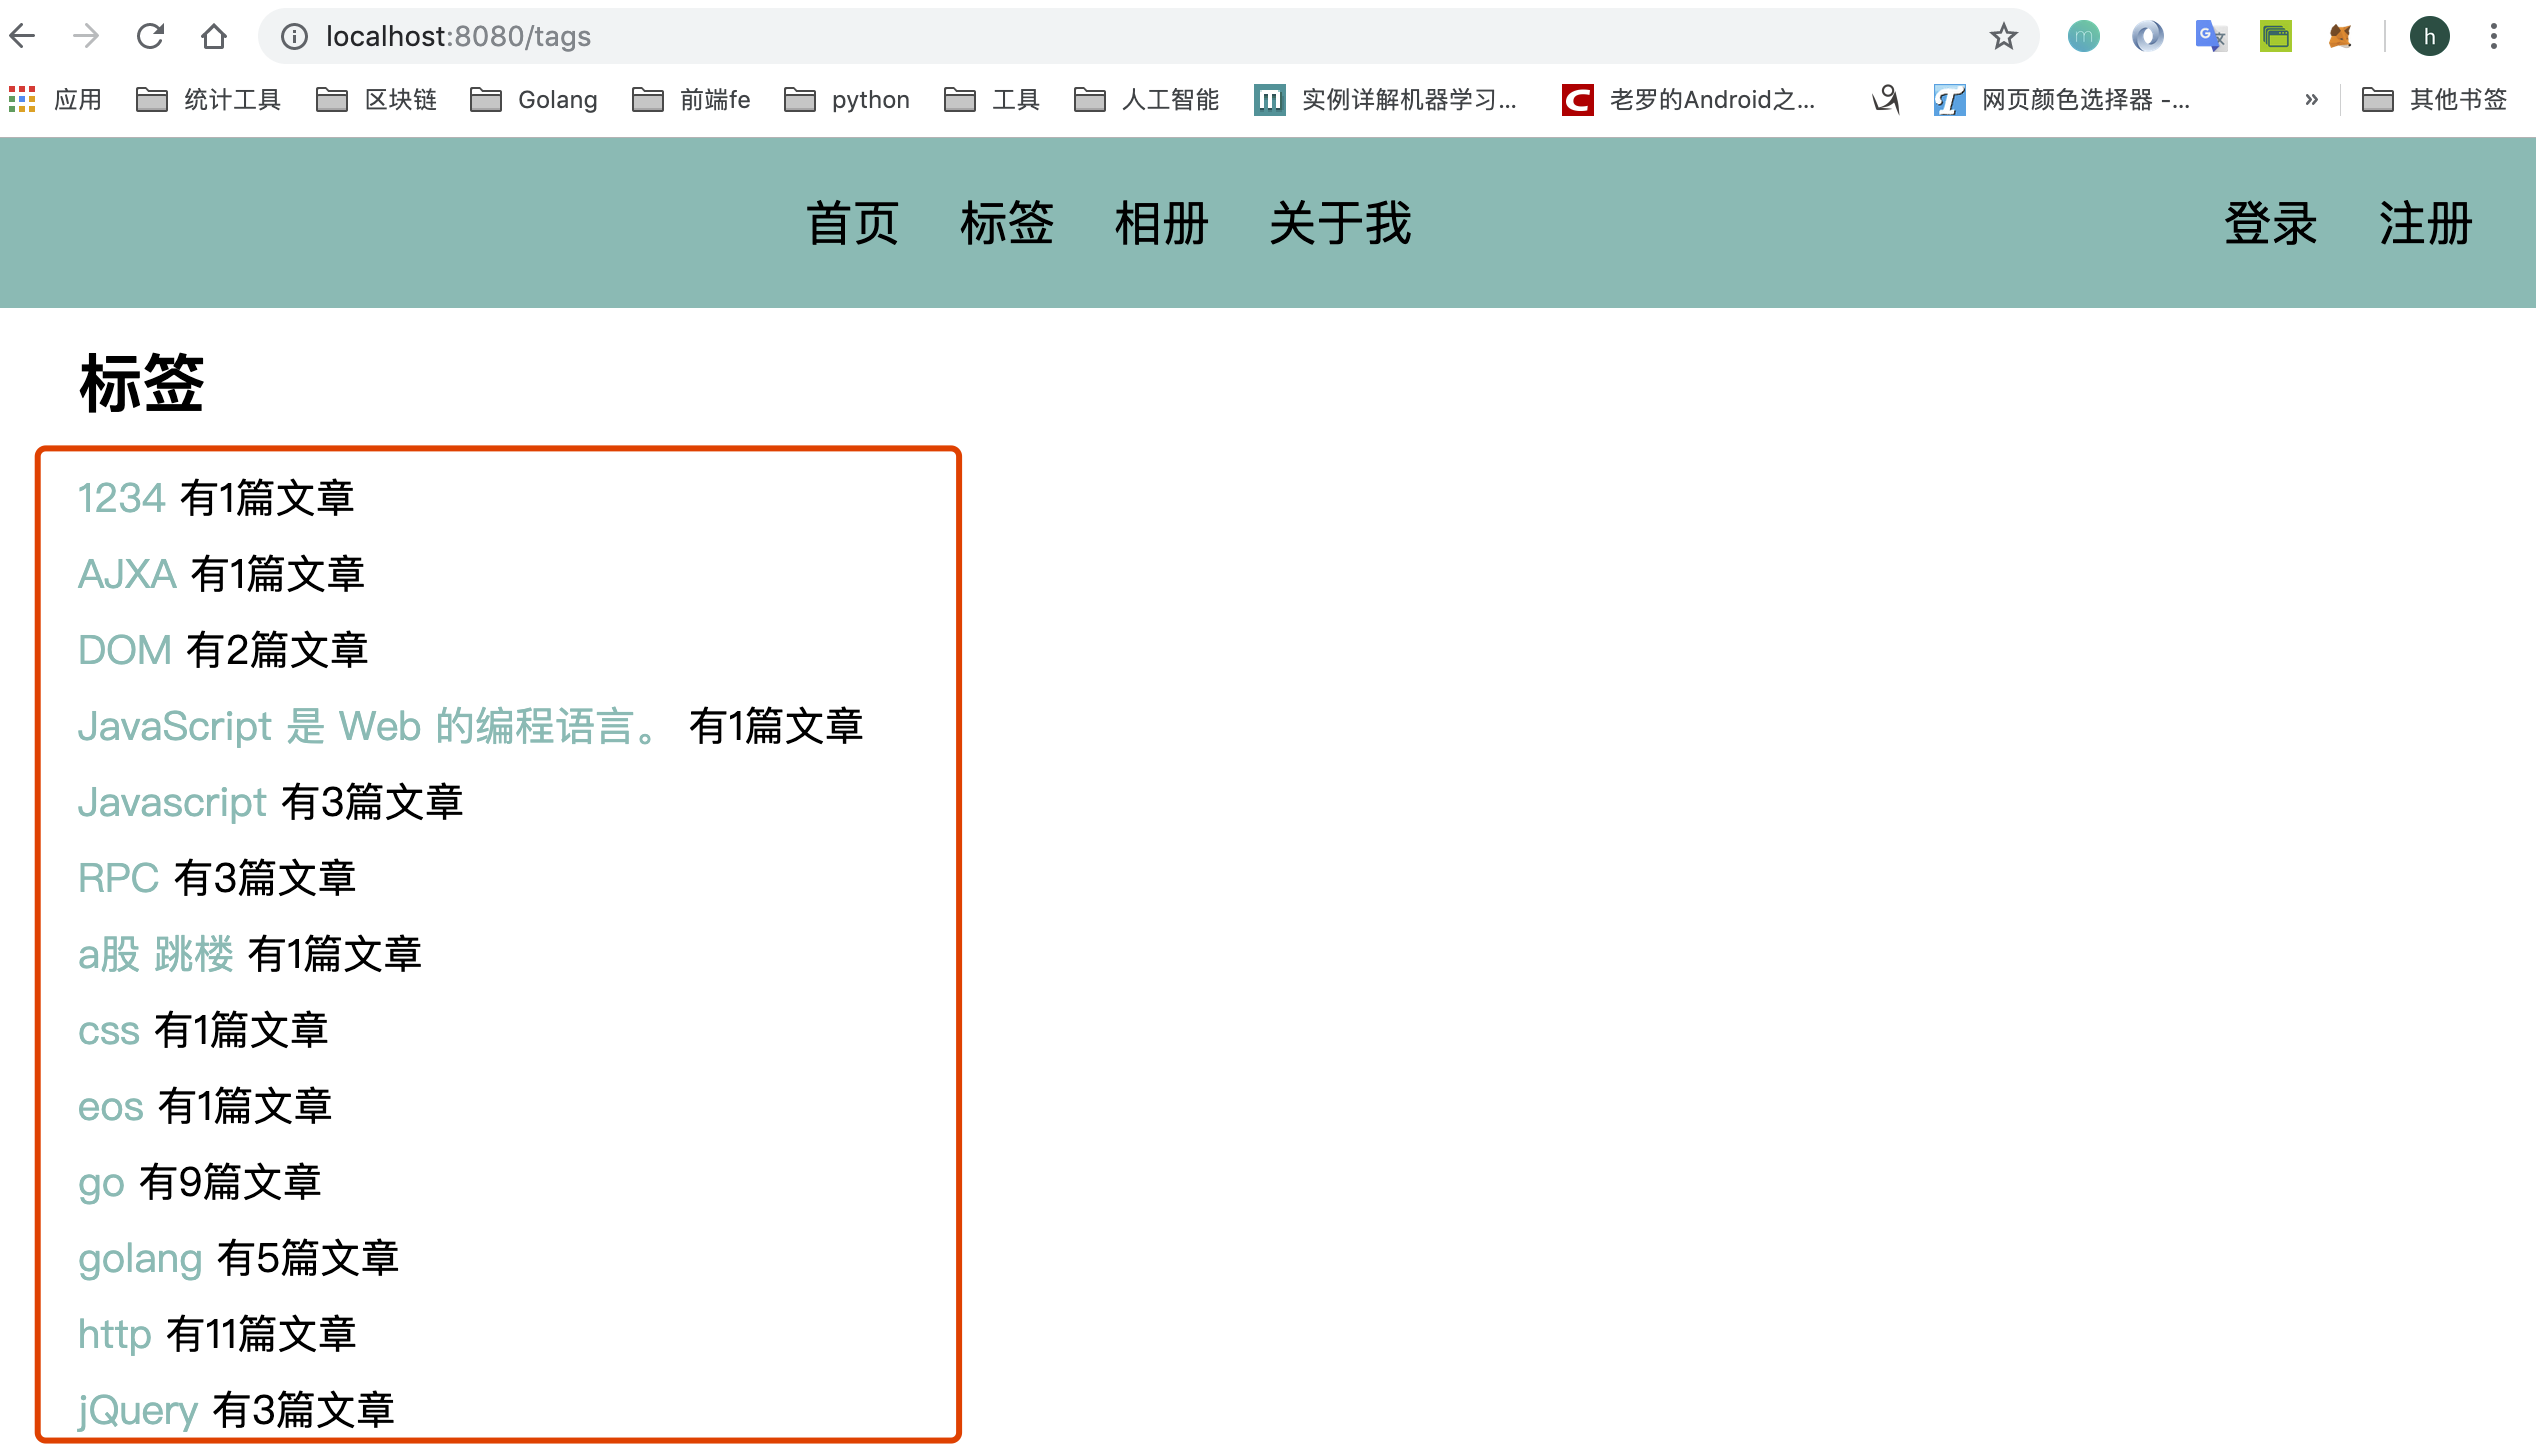 localhost:8080/tags
应用 统计工具 区块链 Golang 前端fe python 工具 人工智能 实例详解机器学习... 老罗的Android之... 网页颜色选择器 -... » 其他书签
首页 标签 相册 关于我 登录 注册
标签
1234 有1篇文章
AJXA 有1篇文章
DOM 有2篇文章
JavaScript 是 Web 的编程语言。 有1篇文章
Javascript 有3篇文章
RPC 有3篇文章
a股 跳楼 有1篇文章
css 有1篇文章
eos 有1篇文章
go 有9篇文章
golang 有5篇文章
http 有11篇文章
jQuery 有3篇文章